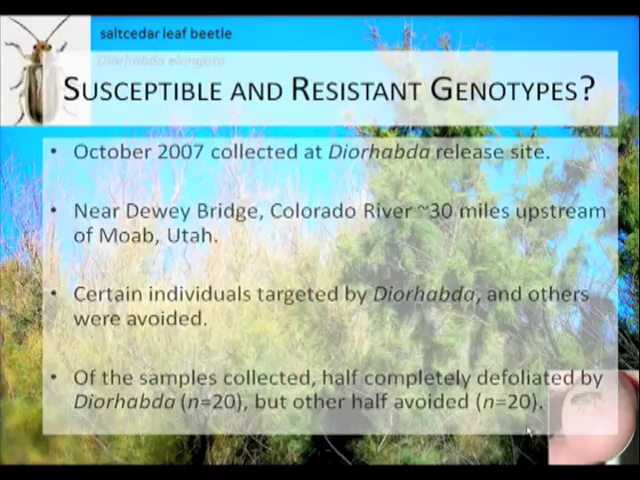 saltcedar leaf beetle
Diorhabda elongata
SUSCEPTIBLE AND RESISTANT GENOTYPES?
• October 2007 collected at Diorhabda release site.
• Near Dewey Bridge, Colorado River ~30 miles upstream
of Moab, Utah.
• Certain individuals targeted by Diorhabda, and others
were avoided.
• Of the samples collected, half completely defoliated by
Diorhabda (n=20), but other half avoided (n=20).